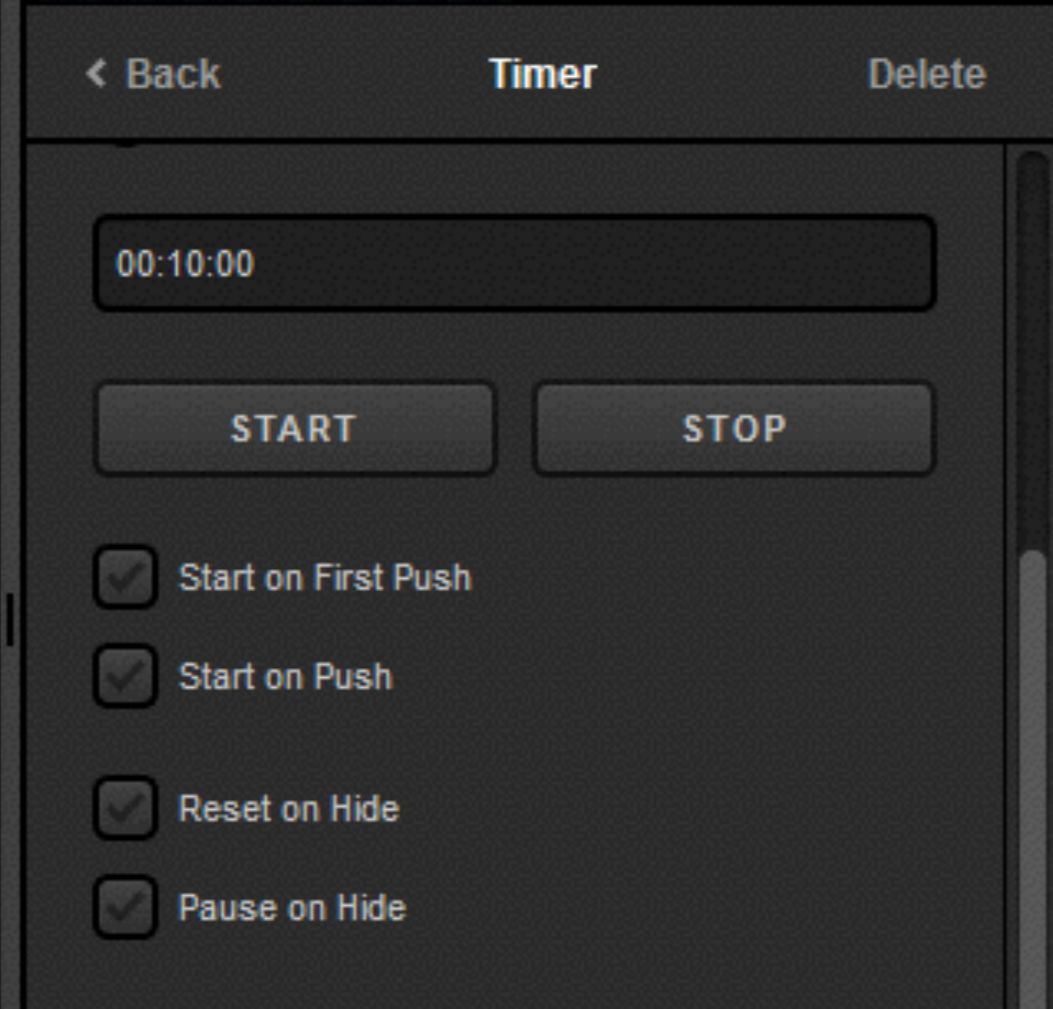 Back Timer Delete
00:10:00
START STOP
Start on First Push
Start on Push
Reset on Hide
Pause on Hide